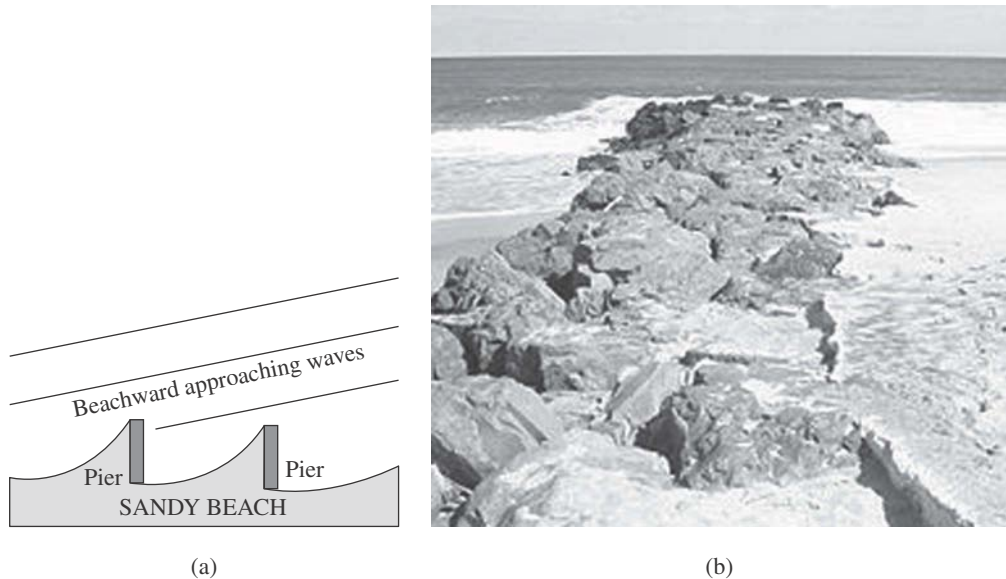 Beachward approaching waves
Pier
Pier
SANDY BEACH
(a)
(b)